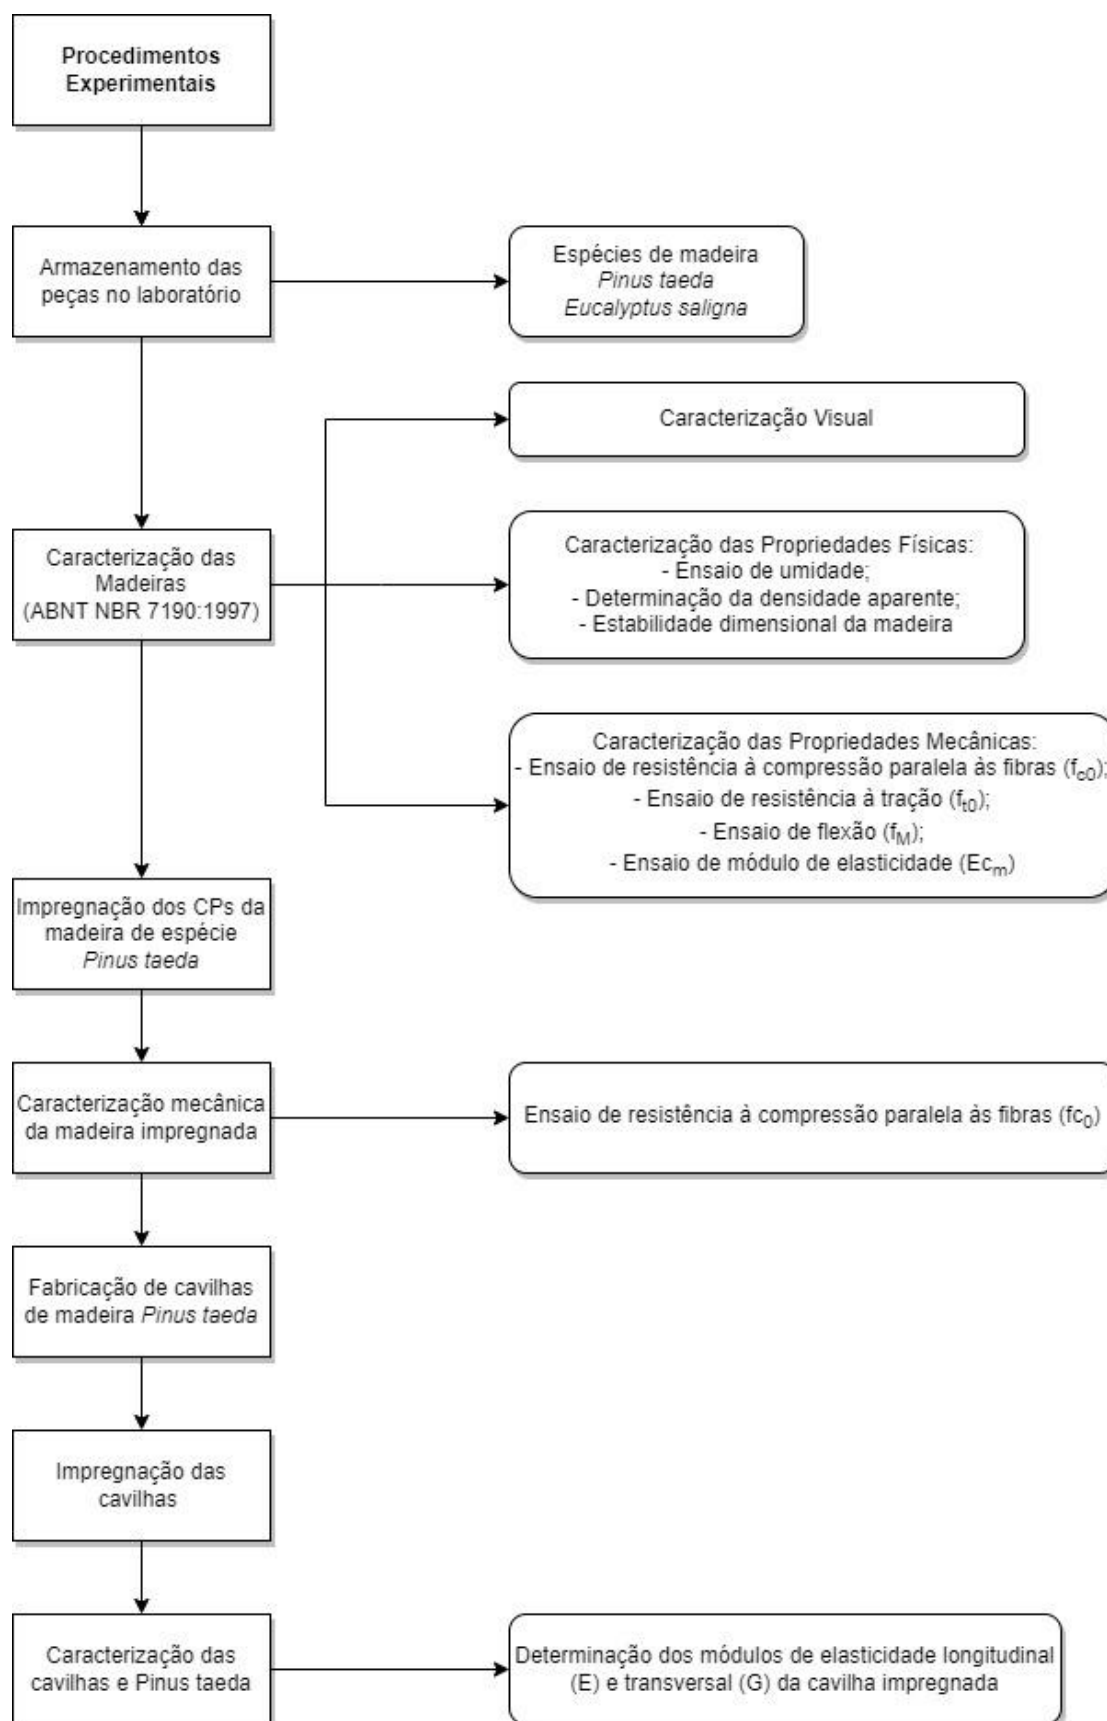 Procedimentos
Experimentais
Armazenamento das
peças no laboratório
Espécies de madeira
Pinus taeda
Eucalyptus saligna
Caracterização Visual
Caracterização das
Madeiras
(ABNT NBR 7190:1997)
Caracterização das Propriedades Físicas:
- Ensaio de umidade;
- Determinação da densidade aparente;
- Estabilidade dimensional da madeira
Caracterização das Propriedades Mecânicas:
- Ensaio de resistência à compressão paralela às fibras (fc0);
- Ensaio de resistência à tração (ft0);
- Ensaio de flexão (fM);
- Ensaio de módulo de elasticidade (Ecm)
Impregnação dos CPs da
madeira de espécie
Pinus taeda
Caracterização mecânica
da madeira impregnada
Ensaio de resistência à compressão paralela às fibras (fc0)
Fabricação de cavilhas
de madeira Pinus taeda
Impregnação das
cavilhas
Caracterização das
cavilhas e Pinus taeda
Determinação dos módulos de elasticidade longitudinal
(E) e transversal (G) da cavilha impregnada